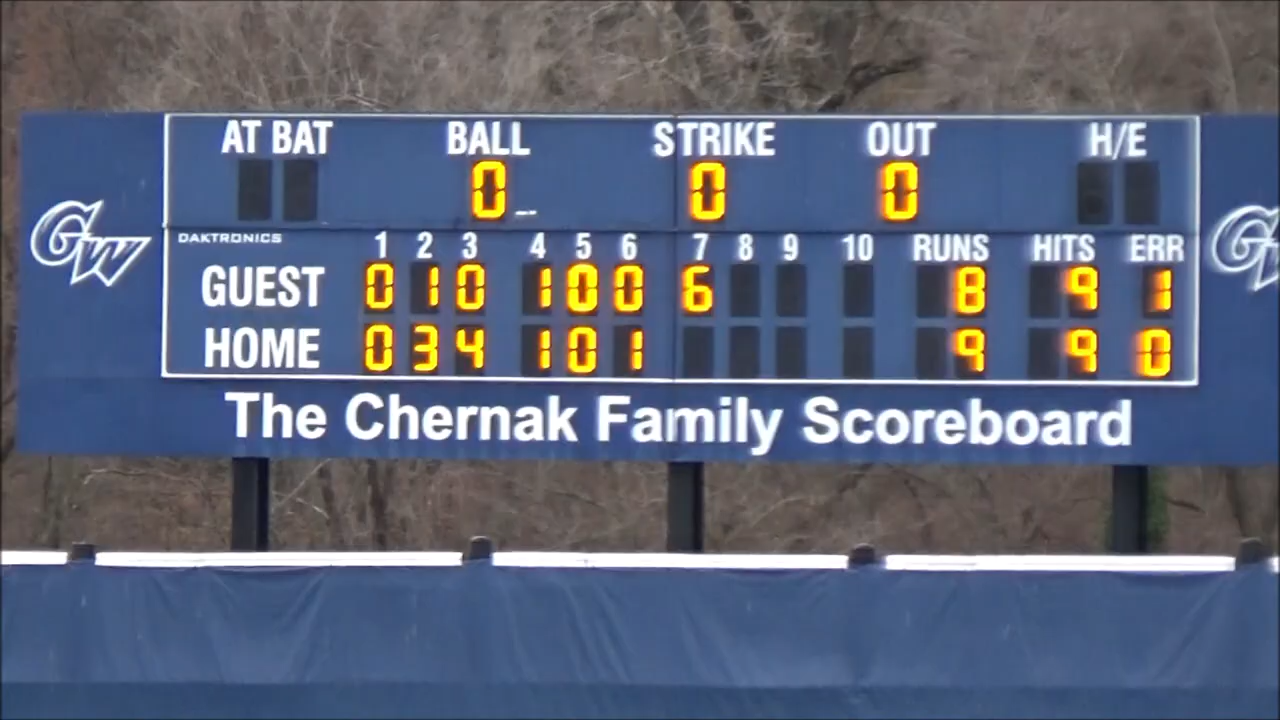 AT BAT BALL STRIKE OUT H/E
0 0 0
GW GW
DAKTRONICS 1 2 3 4 5 6 7 8 9 10 RUNS HITS ERR
GUEST 0 1 0 1 0 0 6 8 9 1
HOME 0 3 4 1 0 1 9 9 0
The Chernak Family Scoreboard